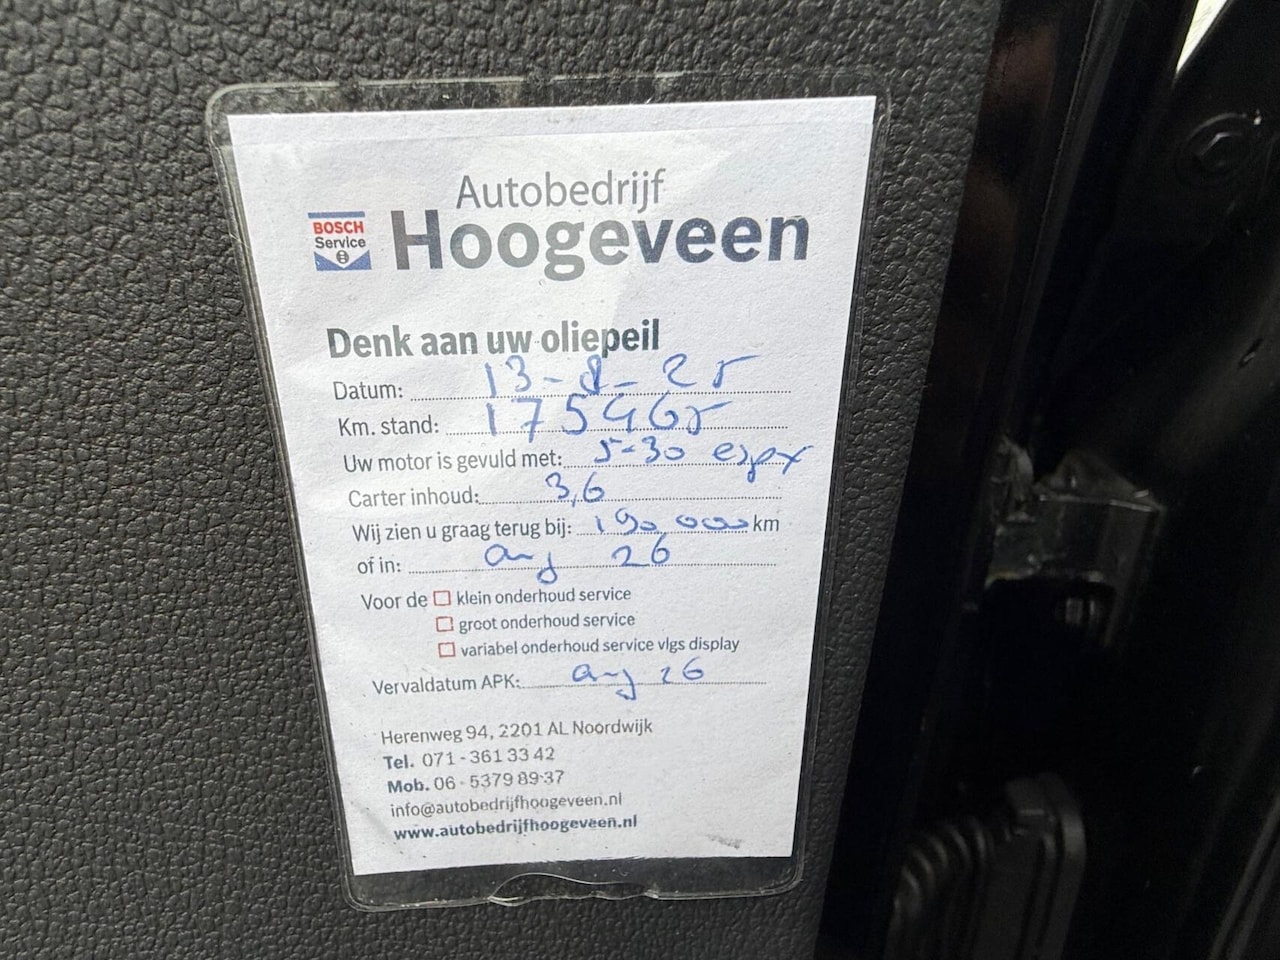 Autobedrijf
BOSCH
Service
Hoogeveen
Denk aan uw oliepeil
Datum: 13-8-25
Km. stand: 175465
Uw motor is gevuld met: 5-30
Carter inhoud: 3,6
Wij zien u graag terug bij: 190.000 km
of in: aug 26
Voor de klein onderhoud service
groot onderhoud service
variabel onderhoud service vlgs display
Vervaldatum APK: aug 26
Herenweg 94, 2201 AL Noordwijk
Tel. 071 - 361 33 42
Mob. 06 - 5379 89 37
info@autobedrijfhoogeveen.nl
www.autobedrijfhoogeveen.nl